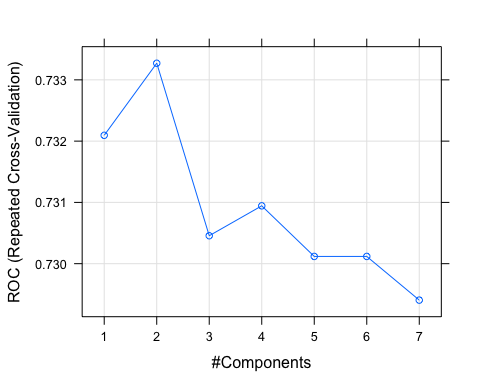 ROC (Repeated Cross-Validation)
0.733
0.732
0.731
0.730
1 2 3 4 5 6 7
#Components